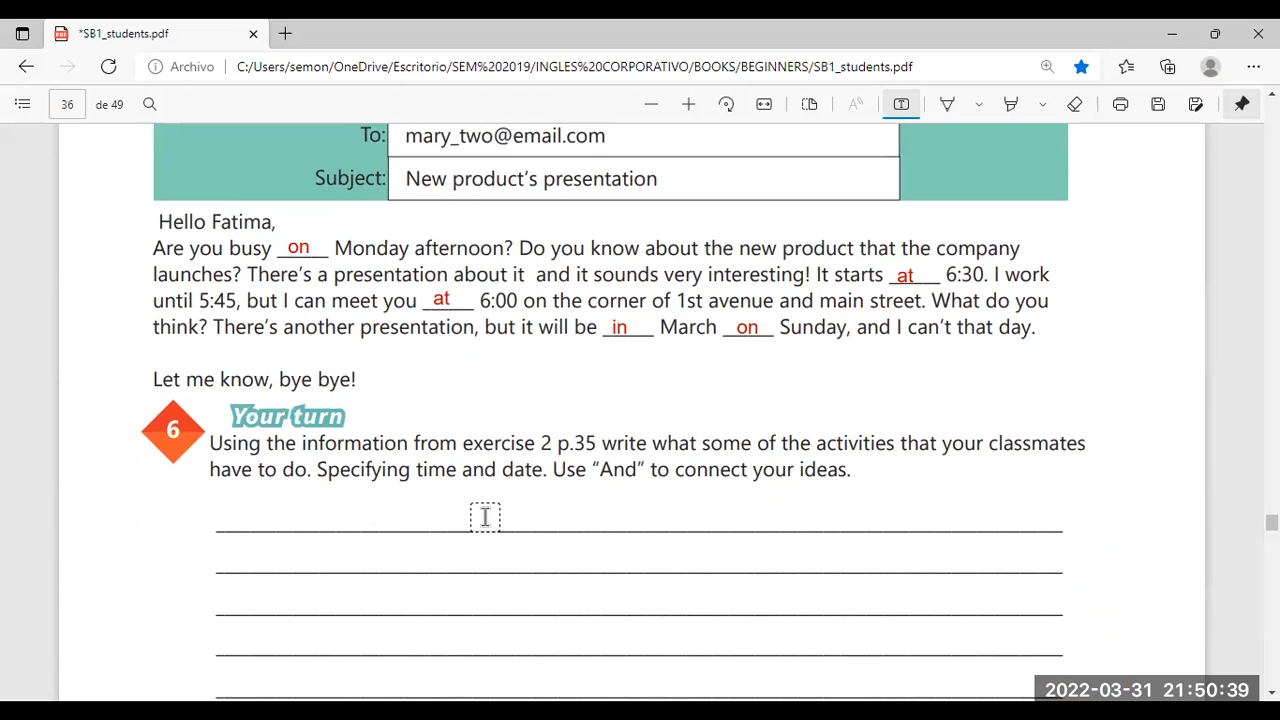 *SB1_students.pdf
Archivo C:/Users/semon/OneDrive/Escritorio/SEM%202019/INGLES%20CORPORATIVO/BOOKS/BEGINNERS/SB1_students.pdf
36 de 49
To: mary_two@email.com
Subject: New product's presentation
Hello Fatima,
Are you busy on Monday afternoon? Do you know about the new product that the company
launches? There's a presentation about it and it sounds very interesting! It starts at 6:30. I work
until 5:45, but I can meet you at 6:00 on the corner of 1st avenue and main street. What do you
think? There's another presentation, but it will be in March on Sunday, and I can't that day.
Let me know, bye bye!
6 Your turn
Using the information from exercise 2 p.35 write what some of the activities that your classmates
have to do. Specifying time and date. Use “And” to connect your ideas.
2022-03-31 21:50:39